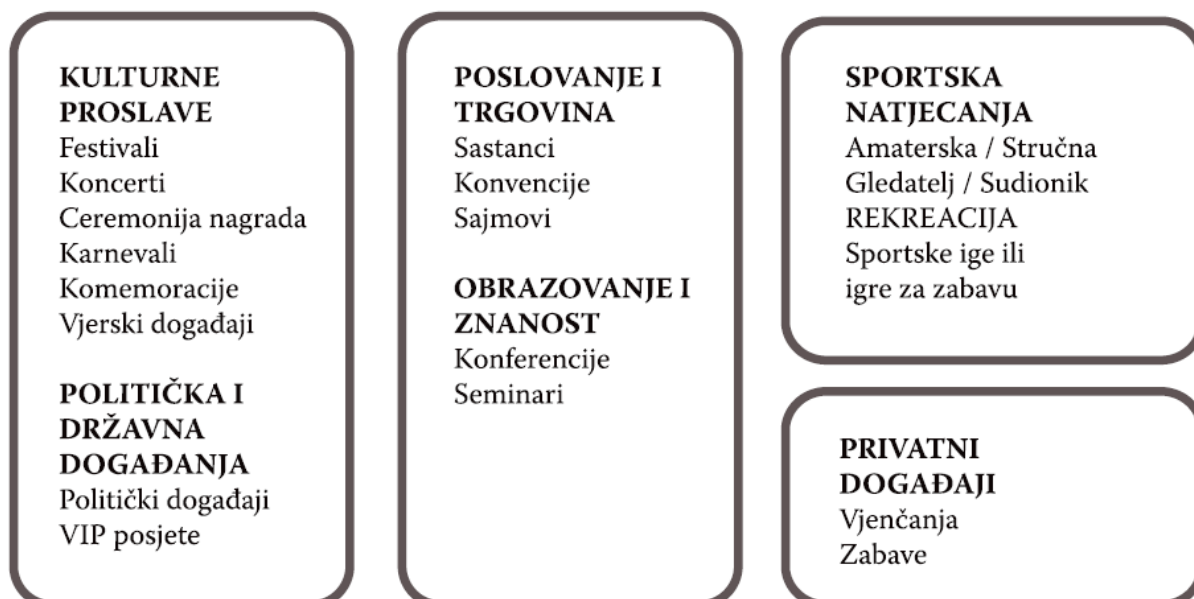 KULTURNE
PROSLAVE
Festivali
Koncerti
Ceremonija nagrada
Karnevali
Komemoracije
Vjerski događaji
POLITIČKA I
DRŽAVNA
DOGAĐANJA
Politički događaji
VIP posjete
POSLOVANJE I
TRGOVINA
Sastanci
Konvencije
Sajmovi
OBRAZOVANJE I
ZNANOST
Konferencije
Seminari
SPORTSKA
NATJECANJA
Amaterska / Stručna
Gledatelj / Sudionik
REKREACIJA
Sportske ige ili
igre za zabavu
PRIVATNI
DOGAĐAJI
Vjenčanja
Zabave